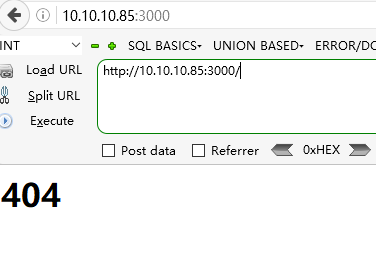 10.10.10.85:3000
INT SQL BASICS UNION BASED ERROR/DO
Load URL http://10.10.10.85:3000/
Split URL
Execute
Post data Referrer 0xHEX
404